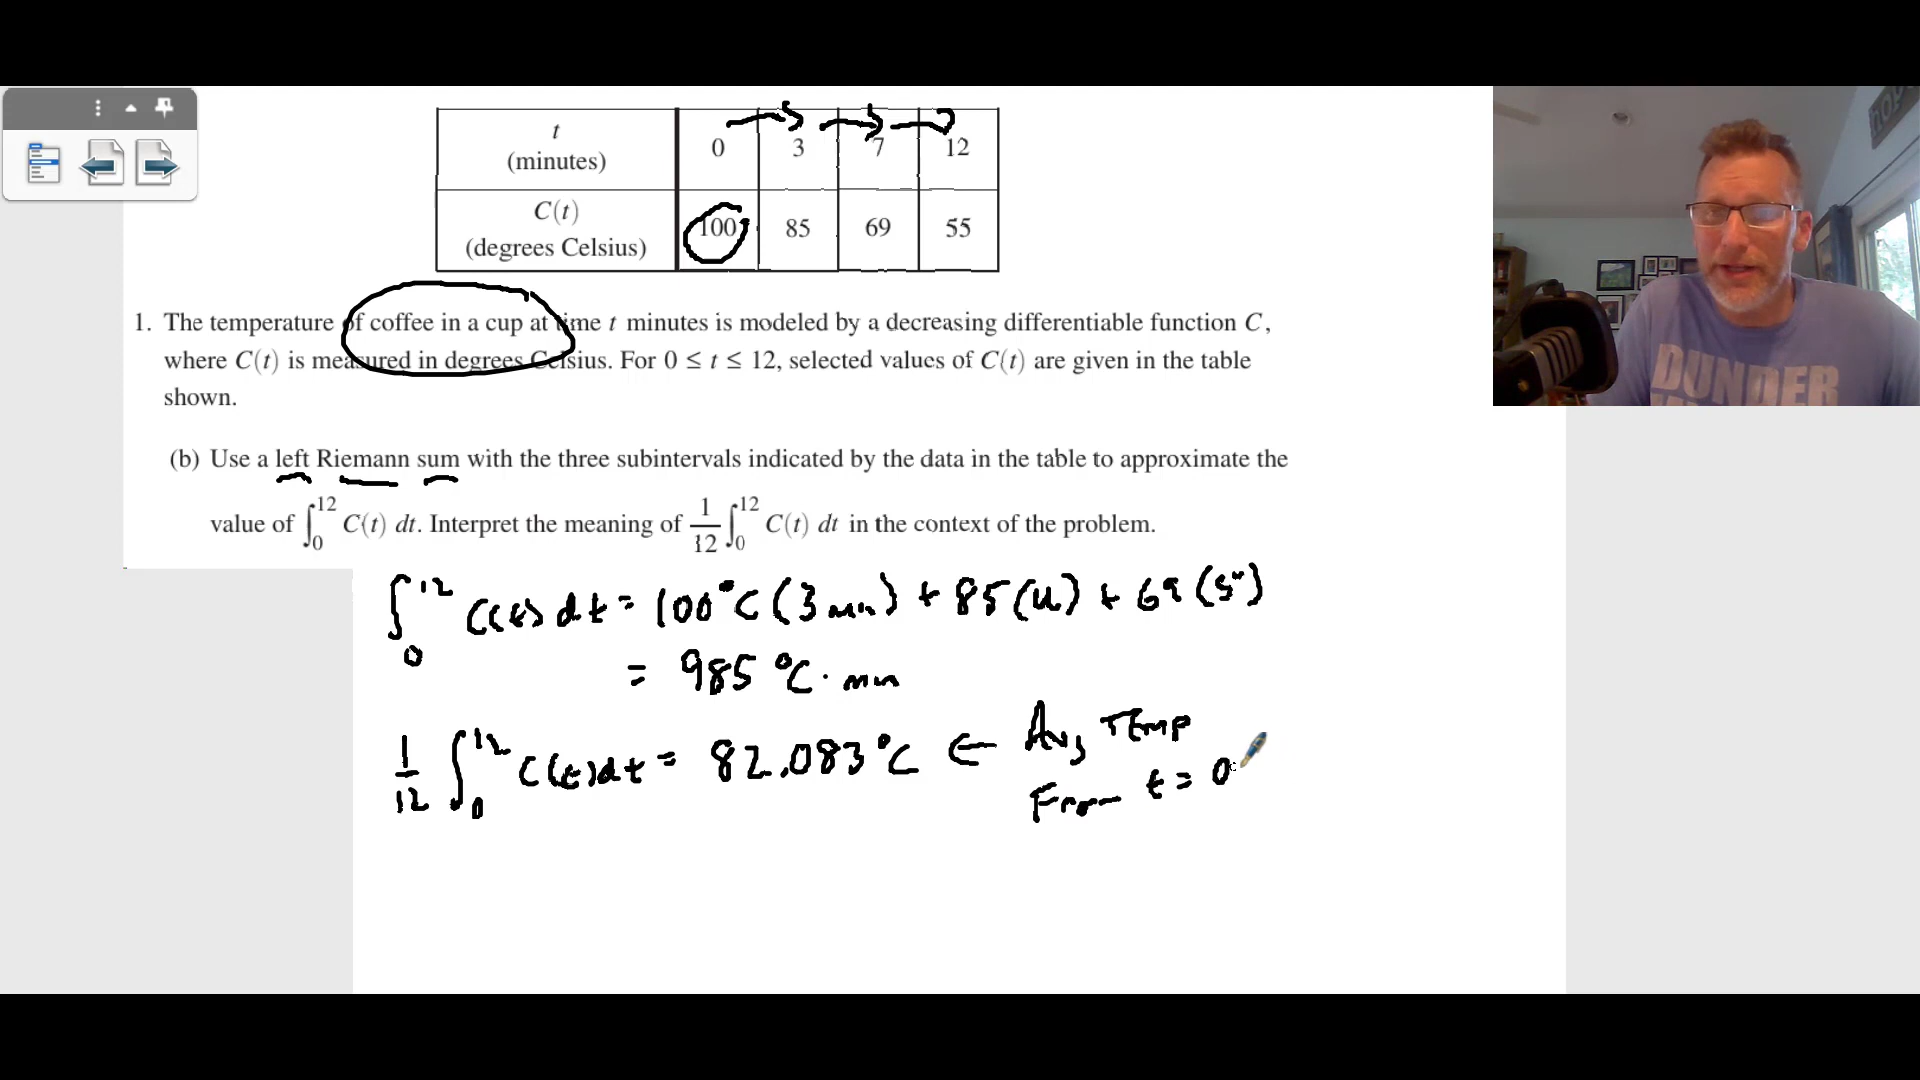 t
(minutes)
0
3
7
12
C(t)
(degrees Celsius)
100
85
69
55
1. The temperature of coffee in a cup at time t minutes is modeled by a decreasing differentiable function C,
where C(t) is measured in degrees Celsius. For 0 ≤ t ≤ 12, selected values of C(t) are given in the table
shown.
(b) Use a left Riemann sum with the three subintervals indicated by the data in the table to approximate the
value of ∫₀¹² C(t) dt. Interpret the meaning of 1/12 ∫₀¹² C(t) dt in the context of the problem.
∫₀¹² C(t) dt = 100°C (3 min) + 85(4) + 69(5)
= 985 °C · min
1/12 ∫₀¹² C(t) dt = 82.083°C ← Avg Temp
From t = 0
DUNDER